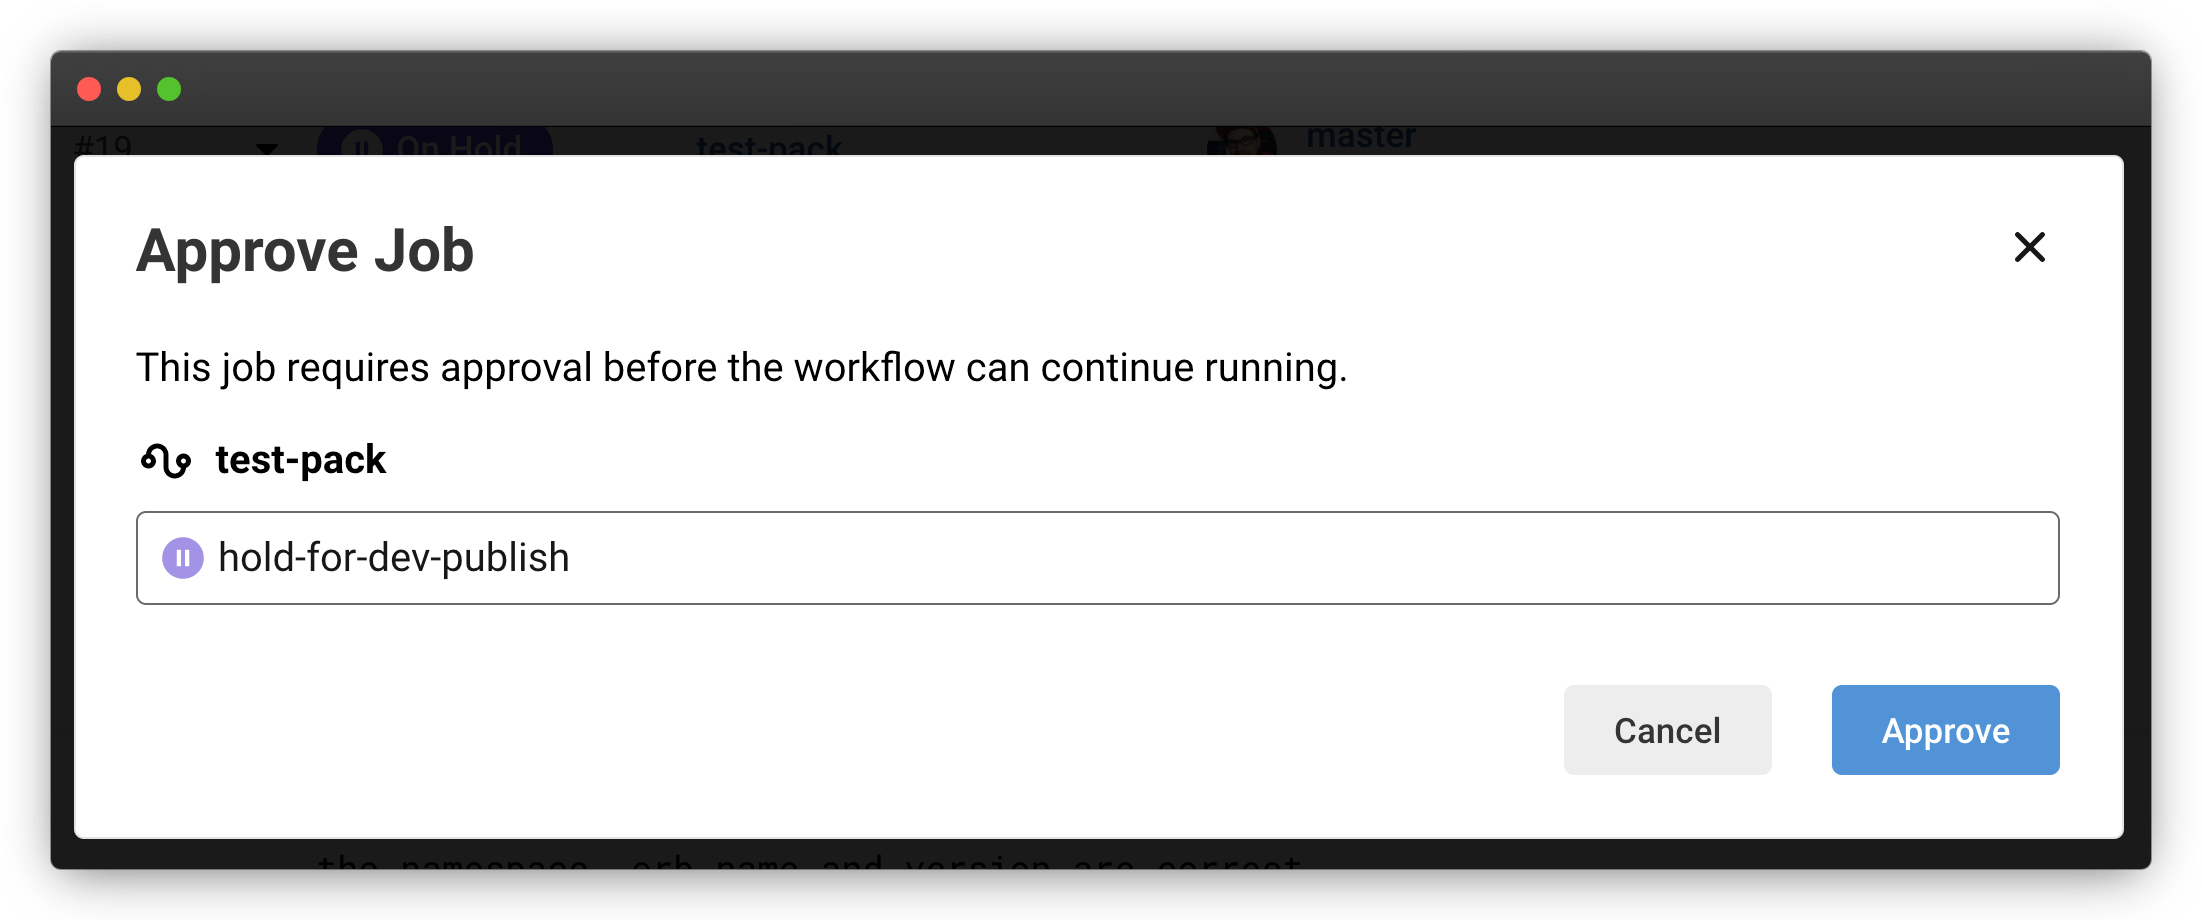 #19 On Hold test-pack master
Approve Job
This job requires approval before the workflow can continue running.
test-pack
hold-for-dev-publish
Cancel Approve
the namespace, orb name and version are correct